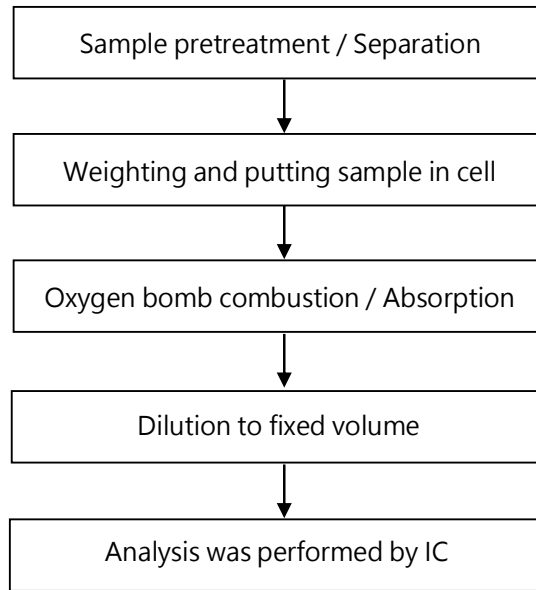 Sample pretreatment / Separation
Weighting and putting sample in cell
Oxygen bomb combustion / Absorption
Dilution to fixed volume
Analysis was performed by IC